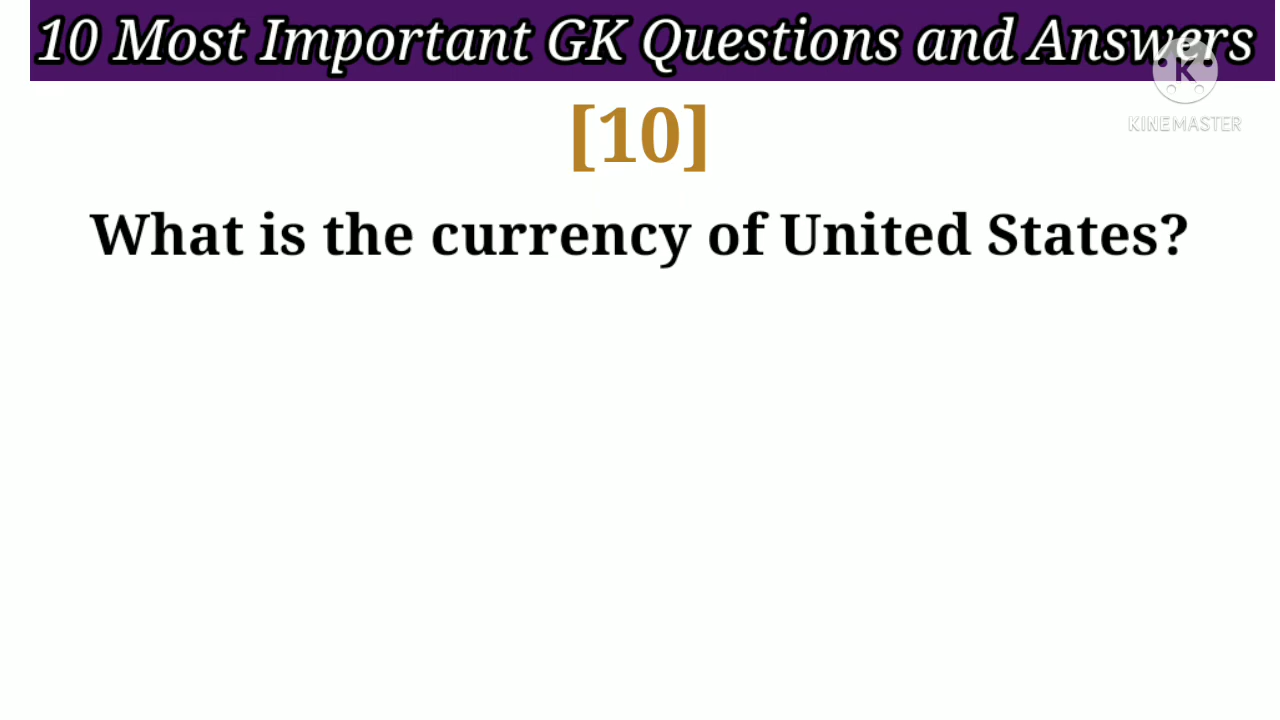 10 Most Important GK Questions and Answers
K
KINEMASTER
[10]
What is the currency of United States?